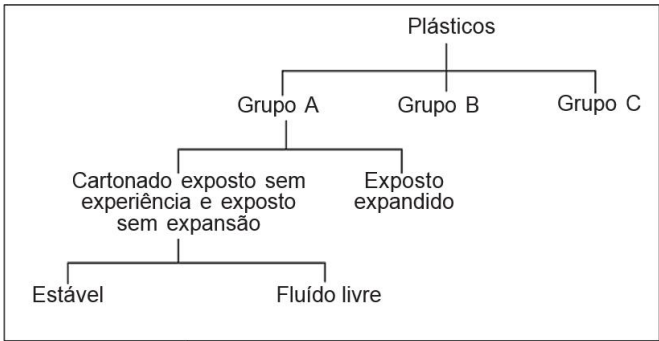 Plásticos
Grupo A
Grupo B
Grupo C
Cartonado exposto sem
experiência e exposto
sem expansão
Exposto
expandido
Estável
Fluído livre